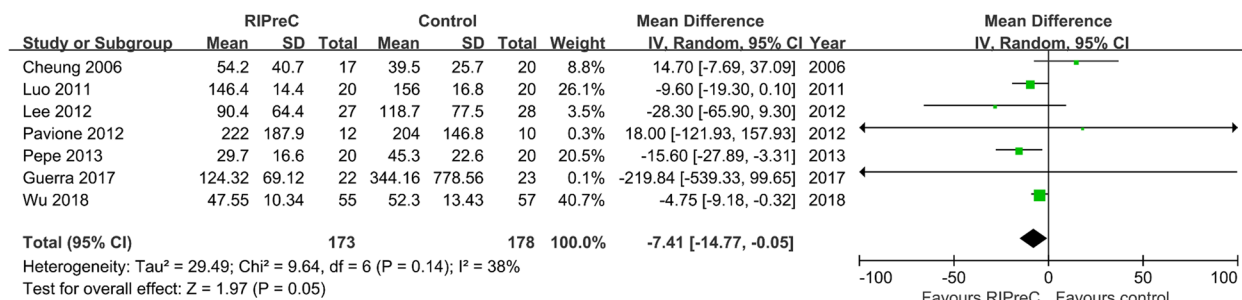 RIPreC Control Mean Difference Mean Difference
Study or Subgroup Mean SD Total Mean SD Total Weight IV, Random, 95% CI Year IV, Random, 95% CI
Cheung 2006 54.2 40.7 17 39.5 25.7 20 8.8% 14.70 [-7.69, 37.09] 2006
Luo 2011 146.4 14.4 20 156 16.8 20 26.1% -9.60 [-19.30, 0.10] 2011
Lee 2012 90.4 64.4 27 118.7 77.5 28 3.5% -28.30 [-65.90, 9.30] 2012
Pavione 2012 222 187.9 12 204 146.8 10 0.3% 18.00 [-121.93, 157.93] 2012
Pepe 2013 29.7 16.6 20 45.3 22.6 20 20.5% -15.60 [-27.89, -3.31] 2013
Guerra 2017 124.32 69.12 22 344.16 778.56 23 0.1% -219.84 [-539.33, 99.65] 2017
Wu 2018 47.55 10.34 55 52.3 13.43 57 40.7% -4.75 [-9.18, -0.32] 2018
Total (95% CI) 173 178 100.0% -7.41 [-14.77, -0.05]
Heterogeneity: Tau² = 29.49; Chi² = 9.64, df = 6 (P = 0.14); I² = 38%
Test for overall effect: Z = 1.97 (P = 0.05)
-100 -50 0 50 100
Favours RIPreC Favours control